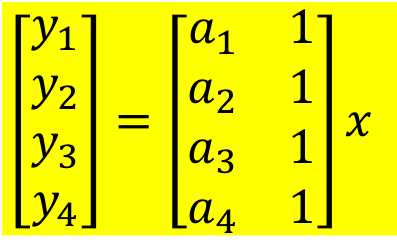 [y₁ y₂ y₃ y₄] = [a₁ 1 a₂ 1 a₃ 1 a₄ 1] x